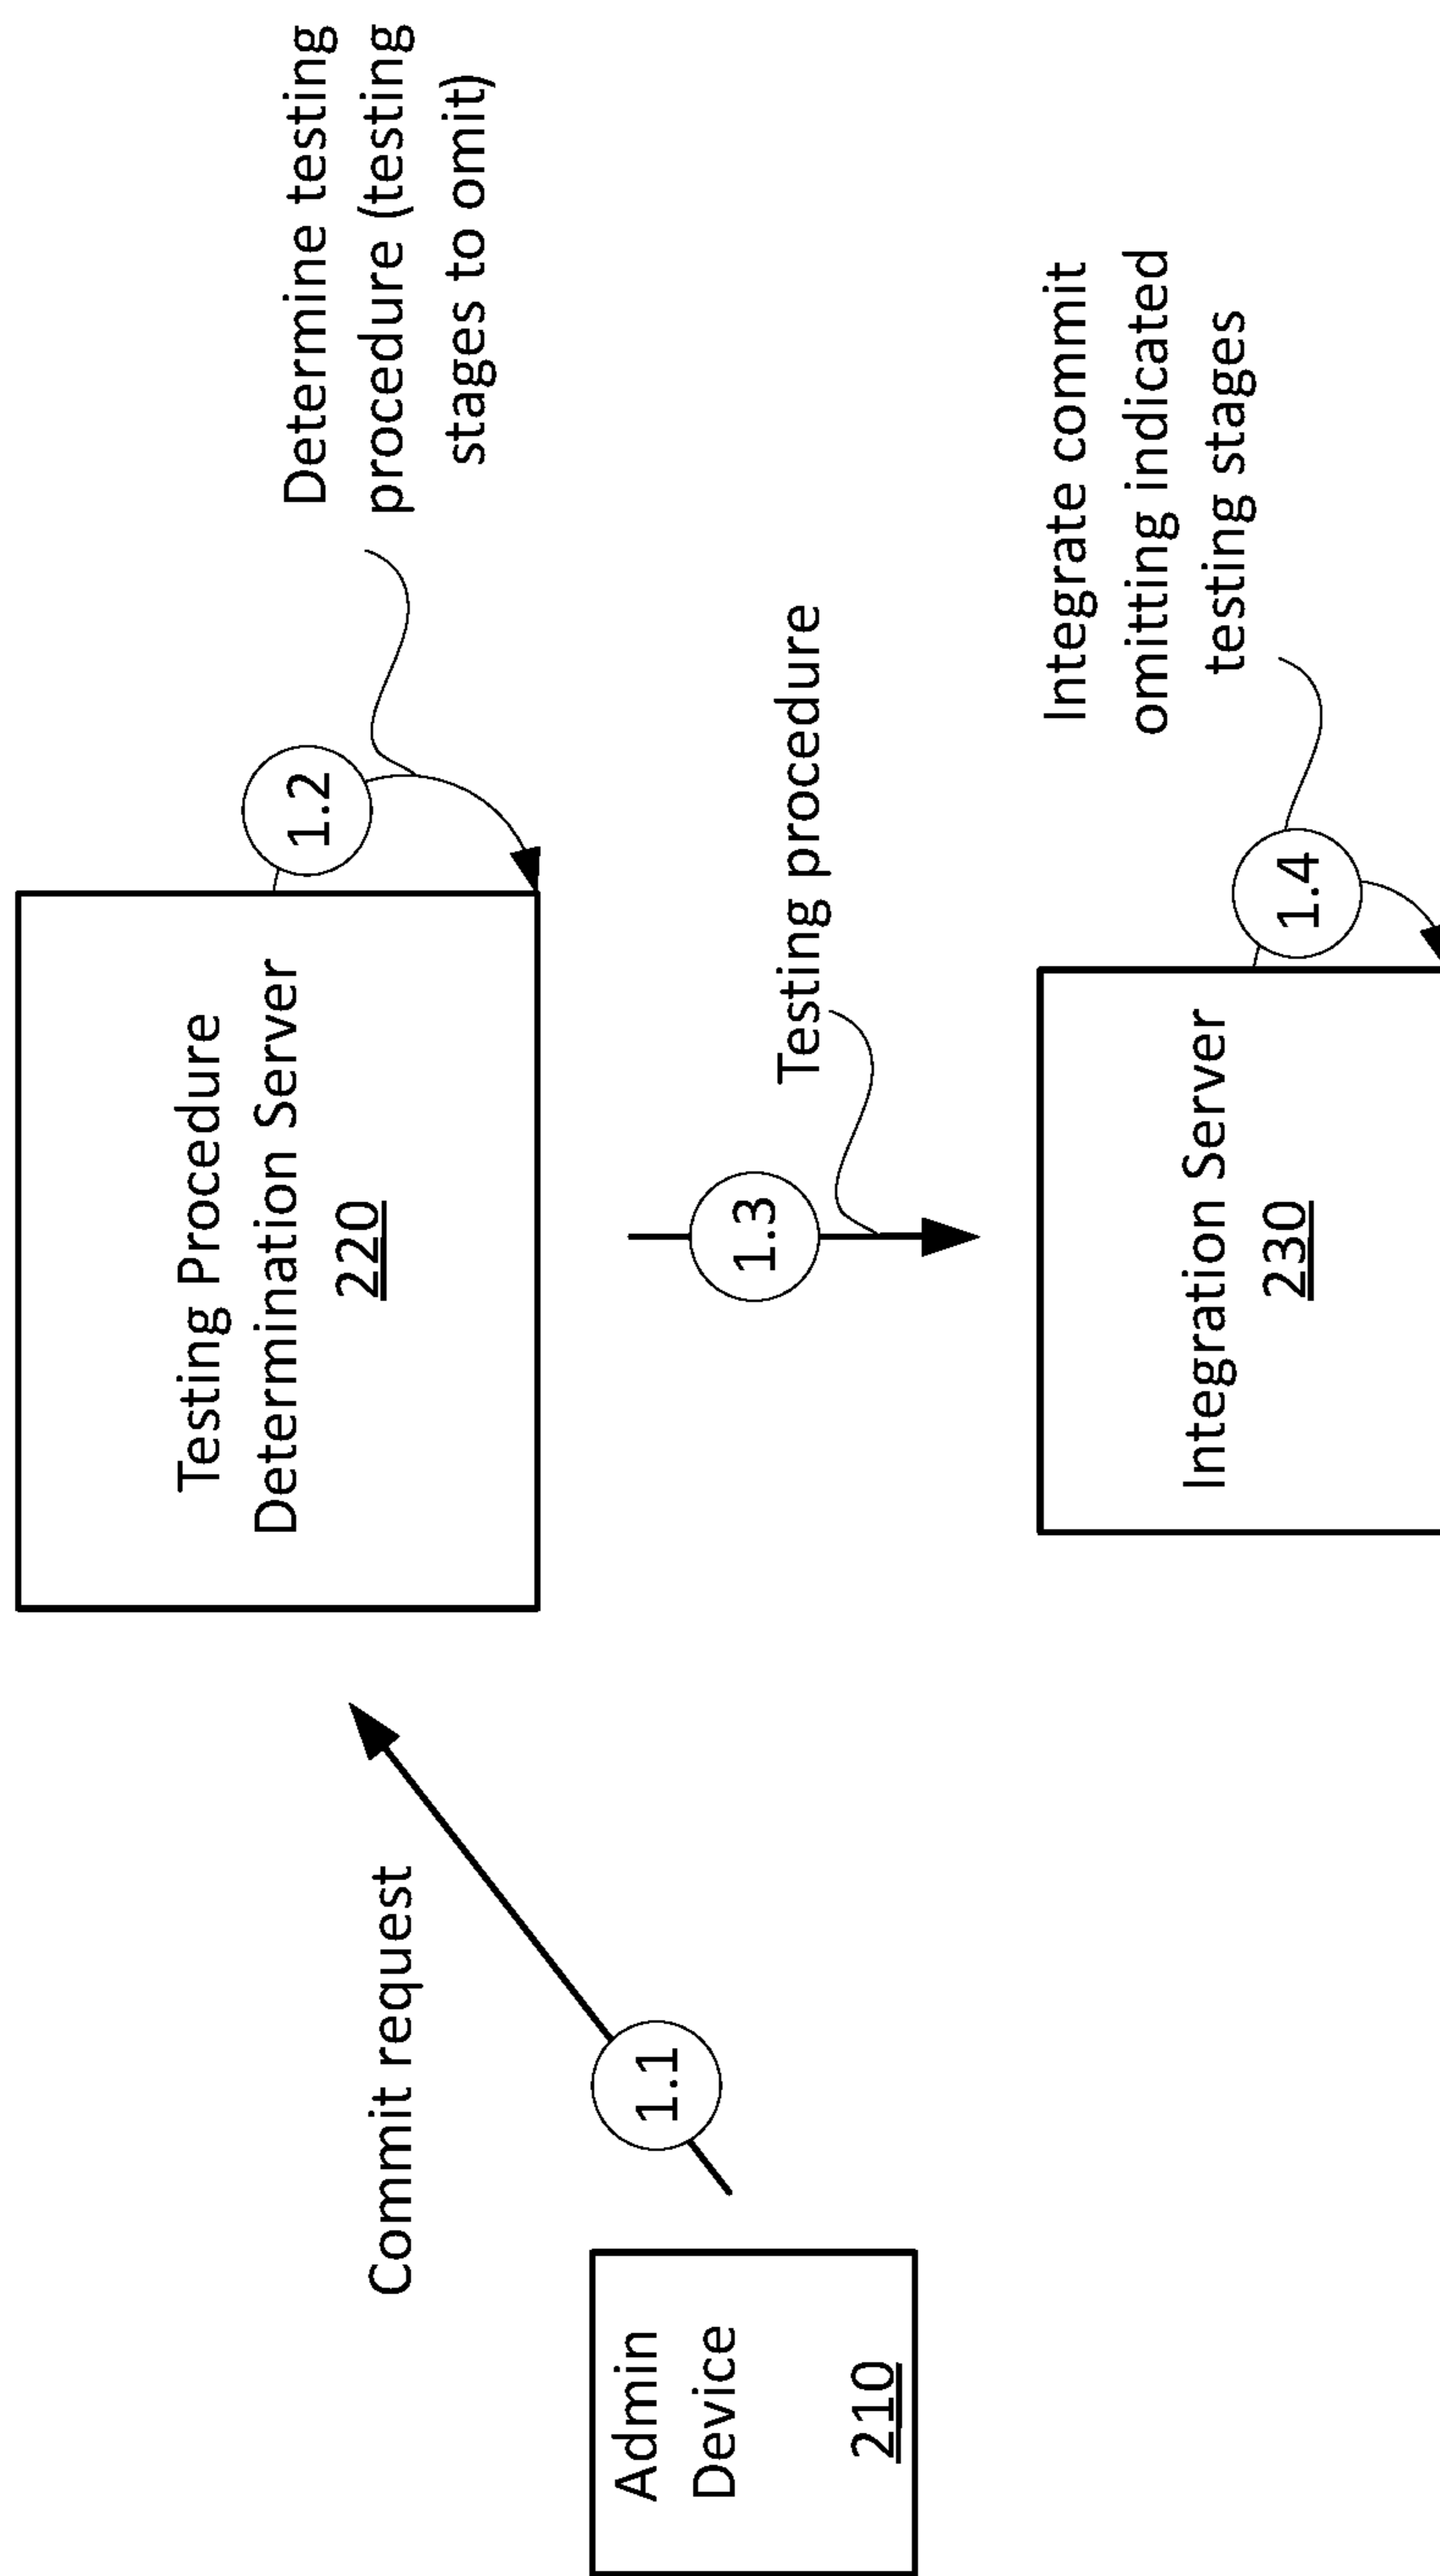 Admin
Device
210
Commit request
1.1
Testing Procedure
Determination Server
220
1.2
Determine testing
procedure (testing
stages to omit)
1.3
Testing procedure
Integration Server
230
1.4
Integrate commit
omitting indicated
testing stages